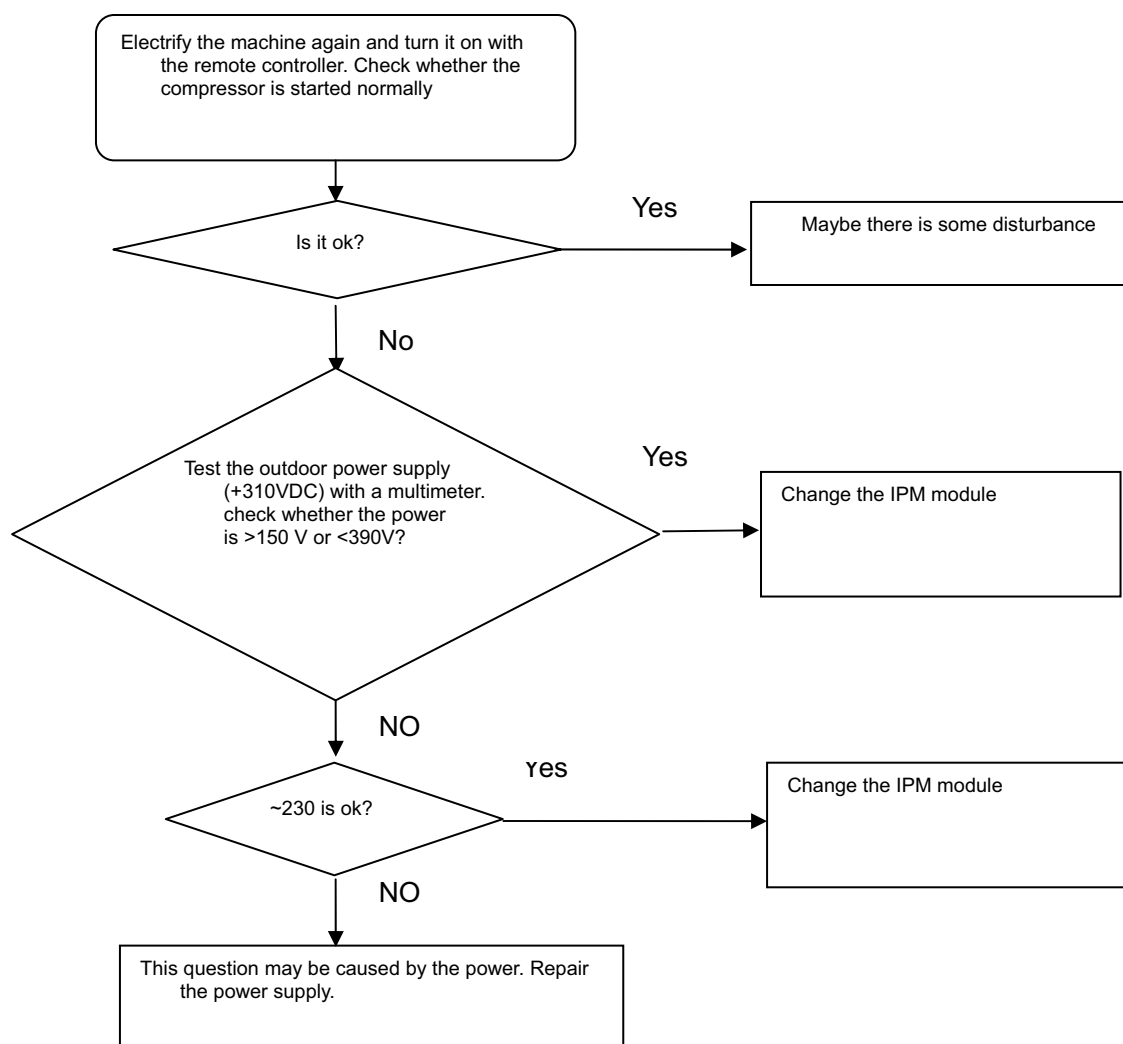 Electrify the machine again and turn it on with
the remote controller. Check whether the
compressor is started normally
Yes
Is it ok?
Maybe there is some disturbance
No
Yes
Test the outdoor power supply
(+310VDC) with a multimeter.
check whether the power
is >150 V or <390V?
Change the IPM module
NO
Yes
~230 is ok?
Change the IPM module
NO
This question may be caused by the power. Repair
the power supply.